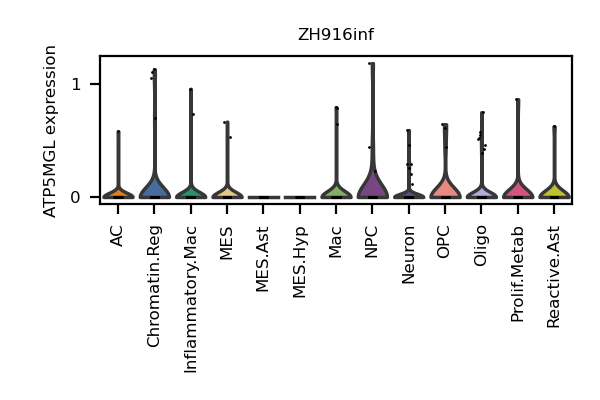 ZH916inf
ATP5MGL expression
1
0
AC
Chromatin.Reg
Inflammatory.Mac
MES
MES.Ast
MES.Hyp
Mac
NPC
Neuron
OPC
Oligo
Prolif.Metab
Reactive.Ast